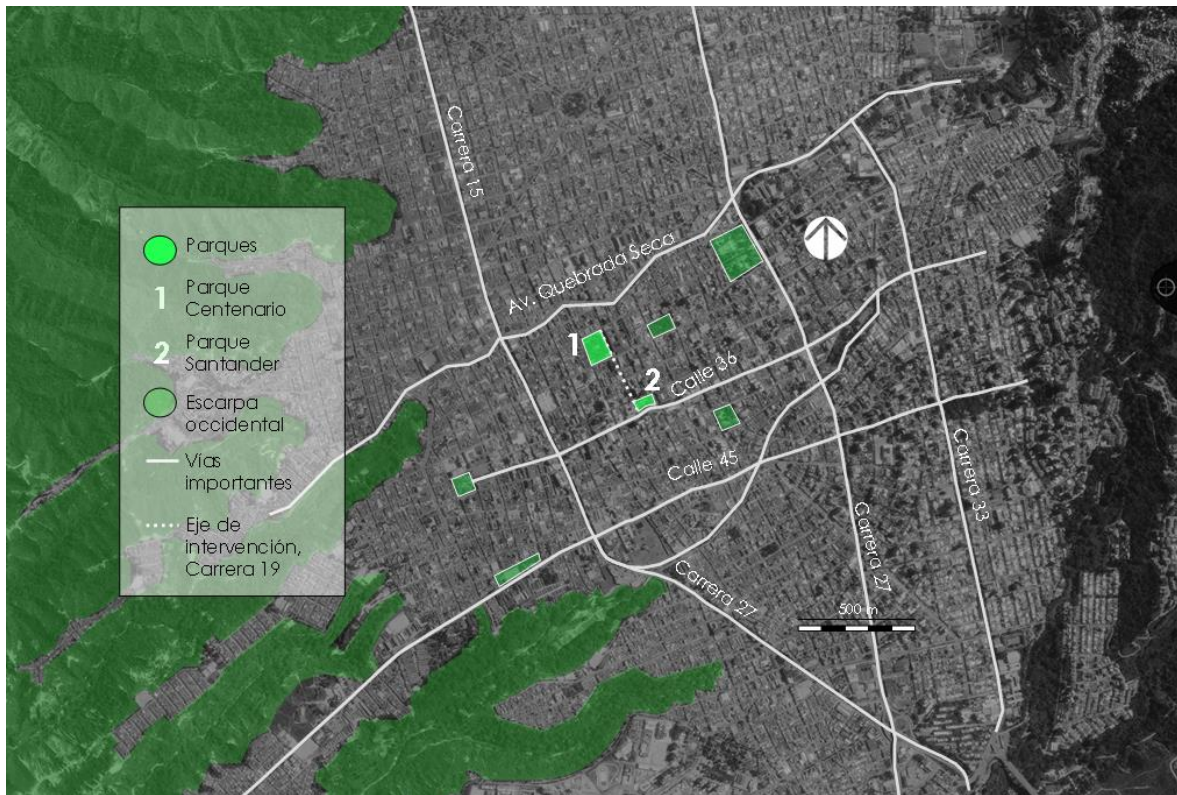 Parques
1
Parque
Centenario
2
Parque
Santander
Escarpa
occidental
Vías
importantes
Eje de
intervención,
Carrera 19
Carrera 15
Av. Quebrada Seca
1
2
Calle 36
Calle 45
Carrera 27
Carrera 27
Carrera 33
500 m